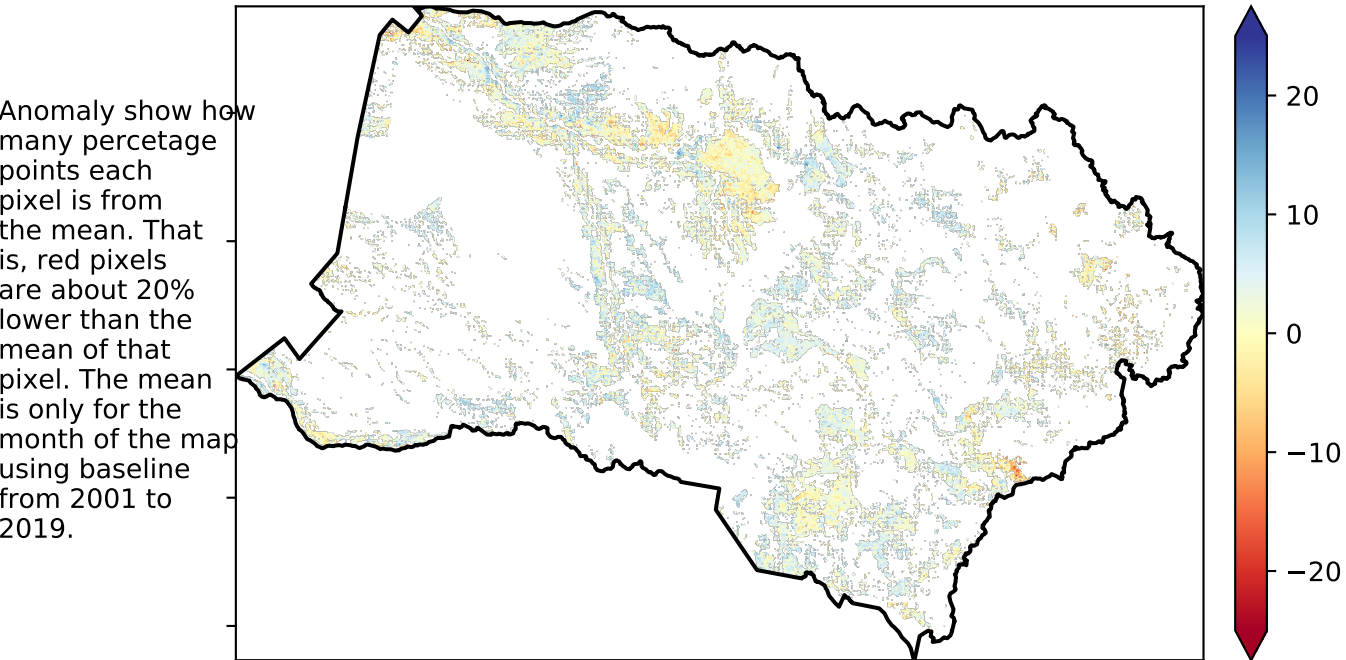 Anomaly show how
many percetage
points each
pixel is from
the mean. That
is, red pixels
are about 20%
lower than the
mean of that
pixel. The mean
is only for the
month of the map
using baseline
from 2001 to
2019.
20
10
0
−10
−20